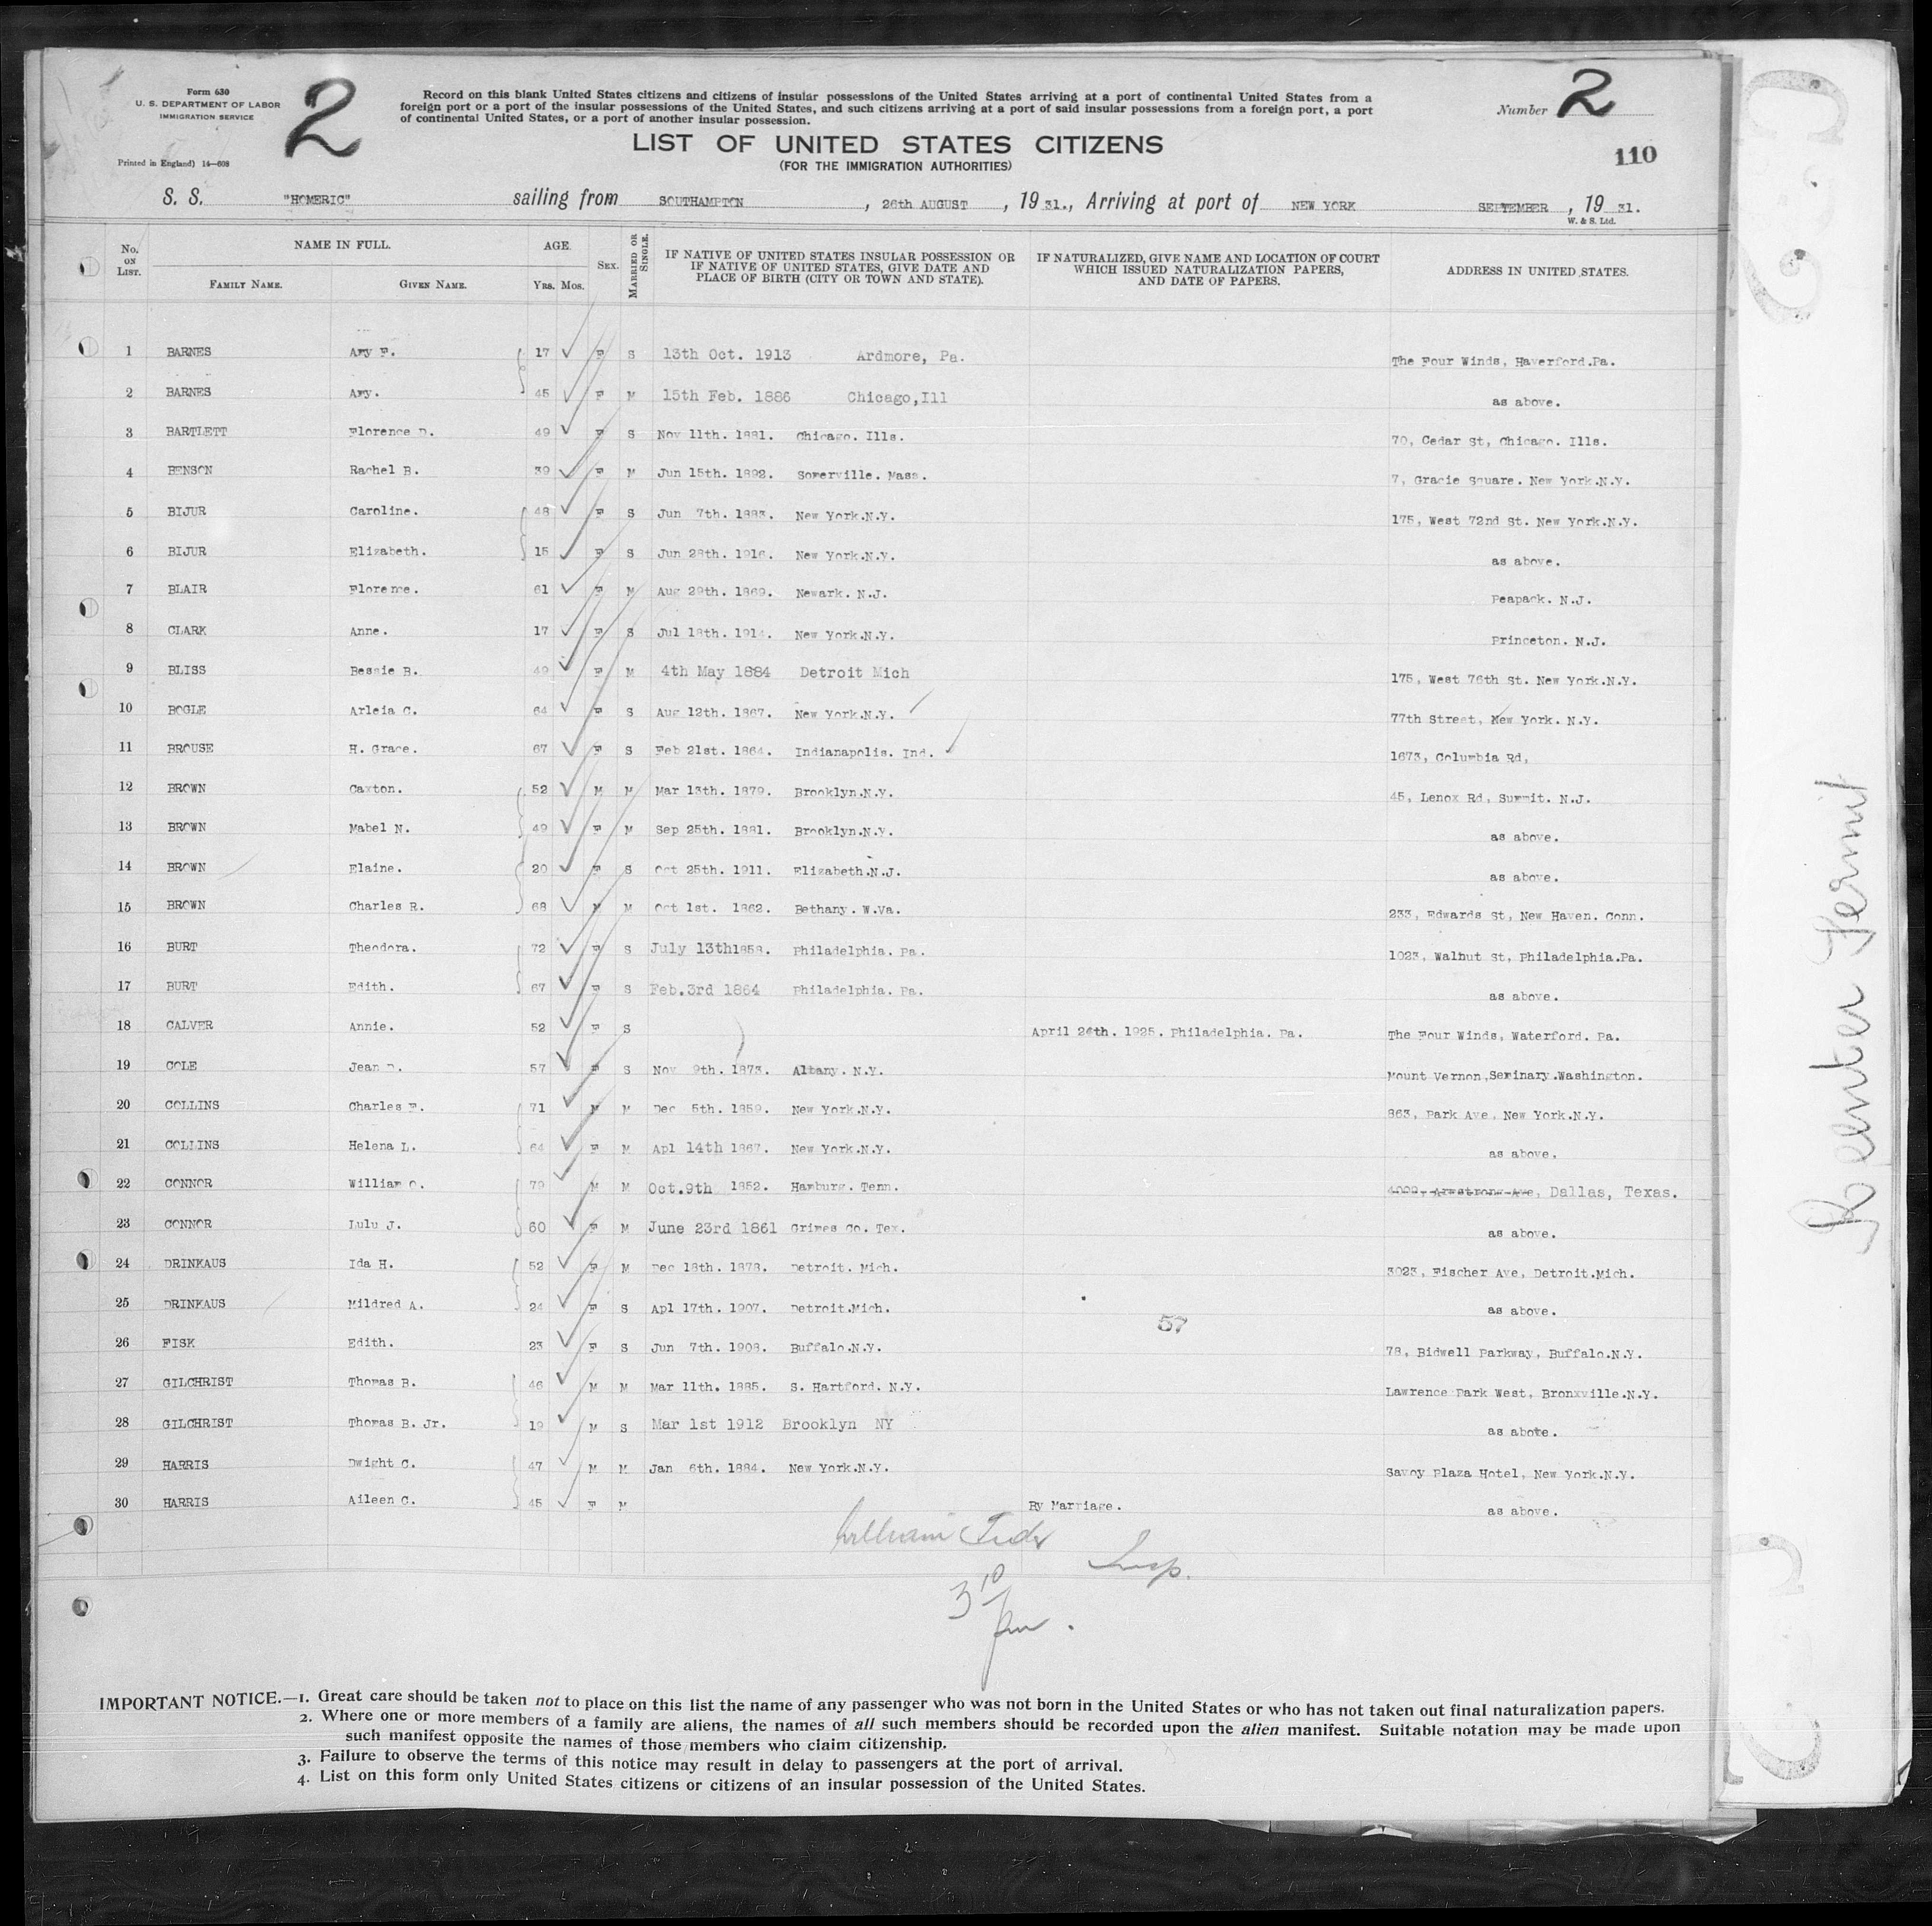 Form 630
U. S. DEPARTMENT OF LABOR
IMMIGRATION SERVICE
2
Record on this blank United States citizens and citizens of insular possessions of the United States arriving at a port of continental United States from a
foreign port or a port of the insular possessions of the United States, and such citizens arriving at a port of said insular possessions from a foreign port, a port
of continental United States, or a port of another insular possession.
Number 2
LIST OF UNITED STATES CITIZENS
(FOR THE IMMIGRATION AUTHORITIES)
110
Printed in England) 14—608
S. S. "HOMERIC" sailing from SOUTHAMPTON, 26th AUGUST, 19 31., Arriving at port of NEW YORK SEPTEMBER, 19 31.
W. & S. Ltd.
No. ON LIST. NAME IN FULL. FAMILY NAME. GIVEN NAME. AGE. YRS. MOS. SEX. MARRIED OR SINGLE. IF NATIVE OF UNITED STATES INSULAR POSSESSION OR IF NATIVE OF UNITED STATES, GIVE DATE AND PLACE OF BIRTH (CITY OR TOWN AND STATE). IF NATURALIZED, GIVE NAME AND LOCATION OF COURT WHICH ISSUED NATURALIZATION PAPERS, AND DATE OF PAPERS. ADDRESS IN UNITED STATES.
1 BARNES Amy F. 17 F S 13th Oct. 1913 Ardmore, Pa. The Four Winds, Haverford.Pa.
2 BARNES Amy. 45 F M 15th Feb. 1886 Chicago,Ill as above.
3 BARTLETT Florence D. 49 F S Nov 11th. 1881. Chicago. Ills. 70, Cedar St, Chicago. Ills.
4 BENSON Rachel B. 39 F M Jun 15th. 1892. Somerville. Mass. 7, Gracie Square. New York.N.Y.
5 BIJUR Caroline. 48 F S Jun 7th. 1883. New York.N.Y. 175, West 72nd St. New York.N.Y.
6 BIJUR Elizabeth. 15 F S Jun 28th. 1916. New York.N.Y. as above.
7 BLAIR Florence. 61 F M Aug 29th. 1869. Newark. N.J. Peapack. N.J.
8 CLARK Anne. 17 F S Jul 18th. 1914. New York.N.Y. Princeton. N.J.
9 BLISS Bessie B. 49 F M 4th May 1884 Detroit Mich 175, West 76th St. New York.N.Y.
10 BOGLE Arleia C. 64 F S Aug 12th. 1867. New York.N.Y. 77th Street, New York. N.Y.
11 BROUSE H. Grace. 67 F S Feb 21st. 1864. Indianapolis. Ind. 1673, Columbia Rd,
12 BROWN Caxton. 52 M M Mar 13th. 1879. Brooklyn.N.Y. 45, Lenox Rd, Summit. N.J.
13 BROWN Mabel N. 49 F M Sep 25th. 1881. Brooklyn.N.Y. as above.
14 BROWN Elaine. 20 F S Oct 25th. 1911. Elizabeth.N.J. as above.
15 BROWN Charles R. 68 M M Oct 1st. 1862. Bethany. W.Va. 233, Edwards St, New Haven. Conn.
16 BURT Theodora. 72 F S July 13th1858. Philadelphia. Pa. 1023, Walnut St, Philadelphia.Pa.
17 BURT Edith. 67 F S Feb.3rd 1864 Philadelphia. Pa. as above.
18 CALVER Annie. 52 F S April 24th. 1925. Philadelphia. Pa. The Four Winds, Waterford. Pa.
19 COLE Jean D. 57 F S Nov 9th. 1873. Albany. N.Y. Mount Vernon,Seminary.Washington.
20 COLLINS Charles F. 71 M M Dec 5th. 1859. New York.N.Y. 863, Park Ave, New York.N.Y.
21 COLLINS Helena L. 64 F M Apl 14th 1867. New York.N.Y. as above.
22 CONNOR William O. 79 M M Oct.9th 1852. Hamburg. Tenn. 4009, Armstrong Ave, Dallas, Texas.
23 CONNOR Lulu J. 60 F M June 23rd 1861 Grimes Co. Tex. as above.
24 DRINKAUS Ida H. 52 F M Dec 18th. 1878. Detroit. Mich. 3023, Fischer Ave, Detroit.Mich.
25 DRINKAUS Mildred A. 24 F S Apl 17th. 1907. Detroit.Mich. as above.
57
26 FISK Edith. 23 F S Jun 7th. 1908. Buffalo.N.Y. 78, Bidwell Parkway, Buffalo.N.Y.
27 GILCHRIST Thomas B. 46 M M Mar 11th. 1885. S. Hartford. N.Y. Lawrence Park West, Bronxville.N.Y.
28 GILCHRIST Thomas B. Jr. 19 M S Mar 1st 1912 Brooklyn NY as above.
29 HARRIS Dwight C. 47 M M Jan 6th. 1884. New York.N.Y. Savoy Plaza Hotel, New York.N.Y.
30 HARRIS Aileen C. 45 F M By Marriage. as above.
William
Insp.
3 10 pm.
IMPORTANT NOTICE.—1. Great care should be taken not to place on this list the name of any passenger who was not born in the United States or who has not taken out final naturalization papers.
2. Where one or more members of a family are aliens, the names of all such members should be recorded upon the alien manifest. Suitable notation may be made upon
such manifest opposite the names of those members who claim citizenship.
3. Failure to observe the terms of this notice may result in delay to passengers at the port of arrival.
4. List on this form only United States citizens or citizens of an insular possession of the United States.
Reenter Permit